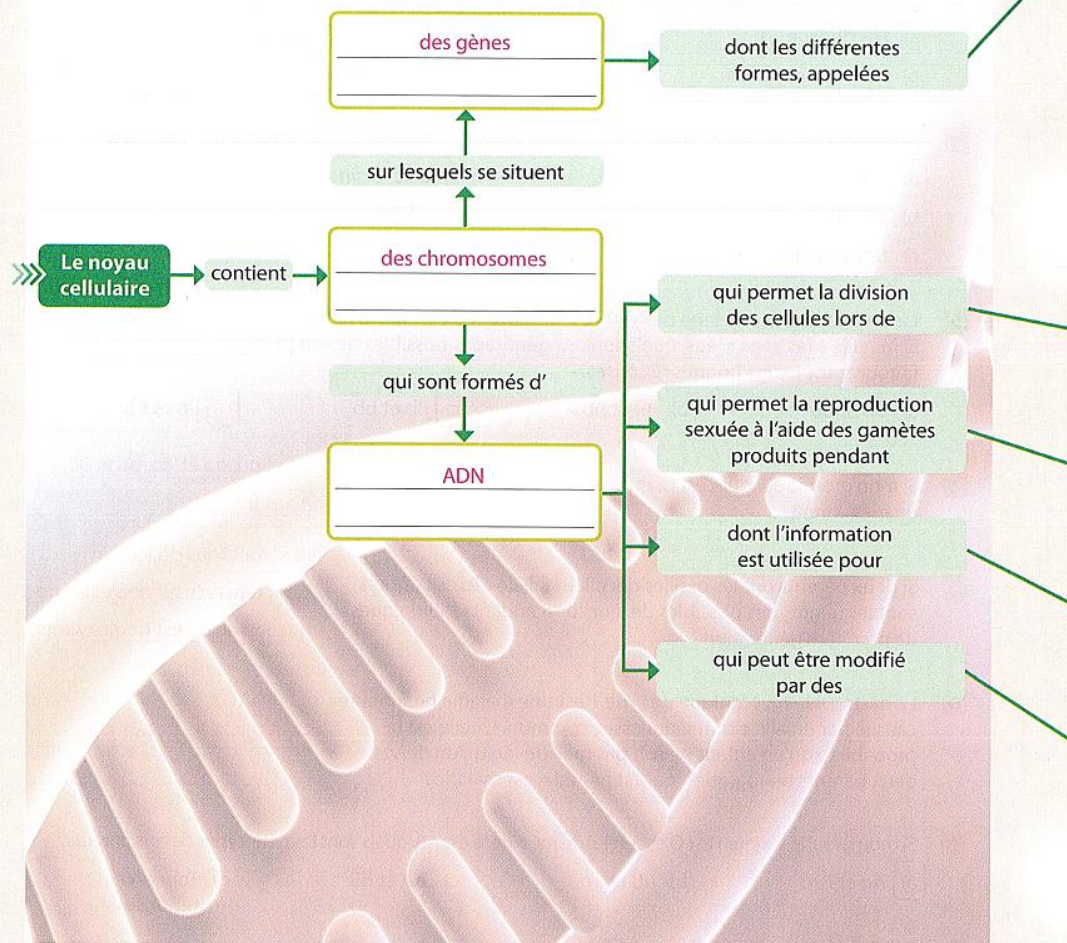 des gènes
dont les différentes
formes, appelées
sur lesquels se situent
Le noyau
cellulaire
contient
des chromosomes
qui permet la division
des cellules lors de
qui sont formés d'
qui permet la reproduction
sexuée à l'aide des gamètes
produits pendant
ADN
dont l'information
est utilisée pour
qui peut être modifié
par des